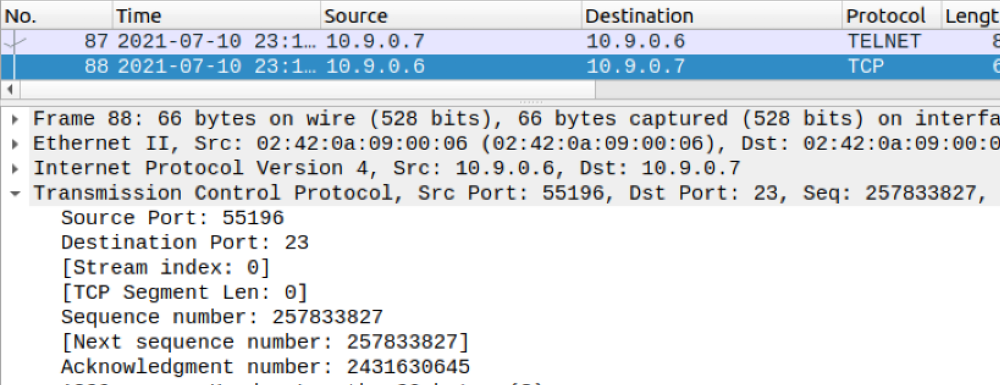 No. Time Source Destination Protocol Lengt
87 2021-07-10 23:1… 10.9.0.7 10.9.0.6 TELNET 8
88 2021-07-10 23:1… 10.9.0.6 10.9.0.7 TCP 6
Frame 88: 66 bytes on wire (528 bits), 66 bytes captured (528 bits) on interfa
Ethernet II, Src: 02:42:0a:09:00:06 (02:42:0a:09:00:06), Dst: 02:42:0a:09:00:0
Internet Protocol Version 4, Src: 10.9.0.6, Dst: 10.9.0.7
Transmission Control Protocol, Src Port: 55196, Dst Port: 23, Seq: 257833827,
Source Port: 55196
Destination Port: 23
[Stream index: 0]
[TCP Segment Len: 0]
Sequence number: 257833827
[Next sequence number: 257833827]
Acknowledgment number: 2431630645